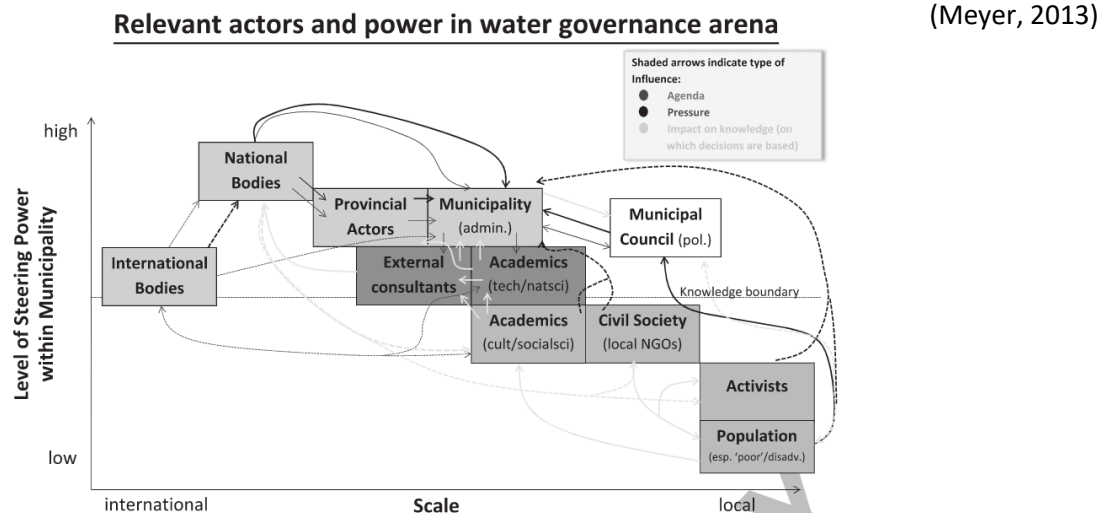 Relevant actors and power in water governance arena
(Meyer, 2013)
Shaded arrows indicate type of
Influence:
Agenda
Pressure
Impact on knowledge (on
which decisions are based)
high
Level of Steering Power
within Municipality
low
National
Bodies
Provincial
Actors
Municipality
(admin.)
Municipal
Council (pol.)
International
Bodies
External
consultants
Academics
(tech/natsci)
Knowledge boundary
Academics
(cult/socialsci)
Civil Society
(local NGOs)
Activists
Population
(esp. 'poor'/disadv.)
international
Scale
local